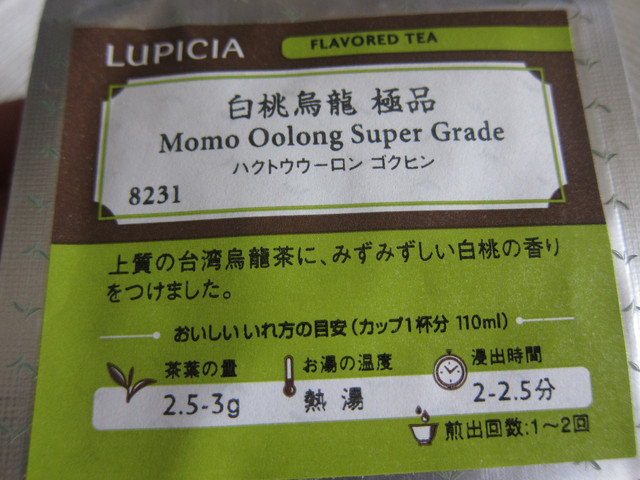 LUPICIA
FLAVORED TEA
白桃烏龍 極品
Momo Oolong Super Grade
ハクトウウーロン ゴクヒン
8231
上質の台湾烏龍茶に、みずみずしい白桃の香り
をつけました。
おいしいいれ方の目安(カップ1杯分 110ml)
茶葉の量
2.5-3g
お湯の温度
熱湯
浸出時間
2-2.5分
煎出回数:1～2回